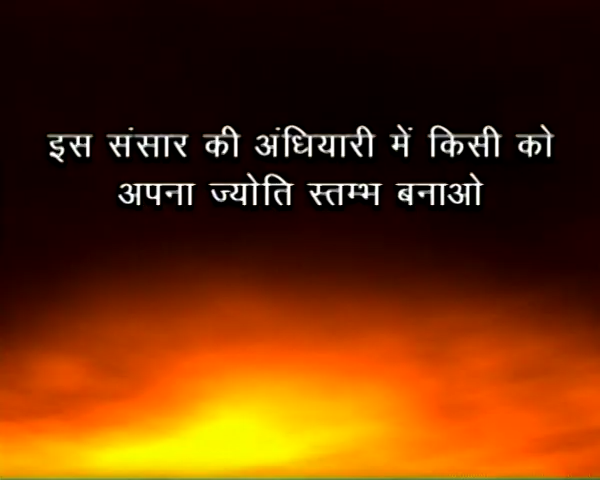 इस संसार की अंधियारी में किसी को
अपना ज्योति स्तम्भ बनाओ